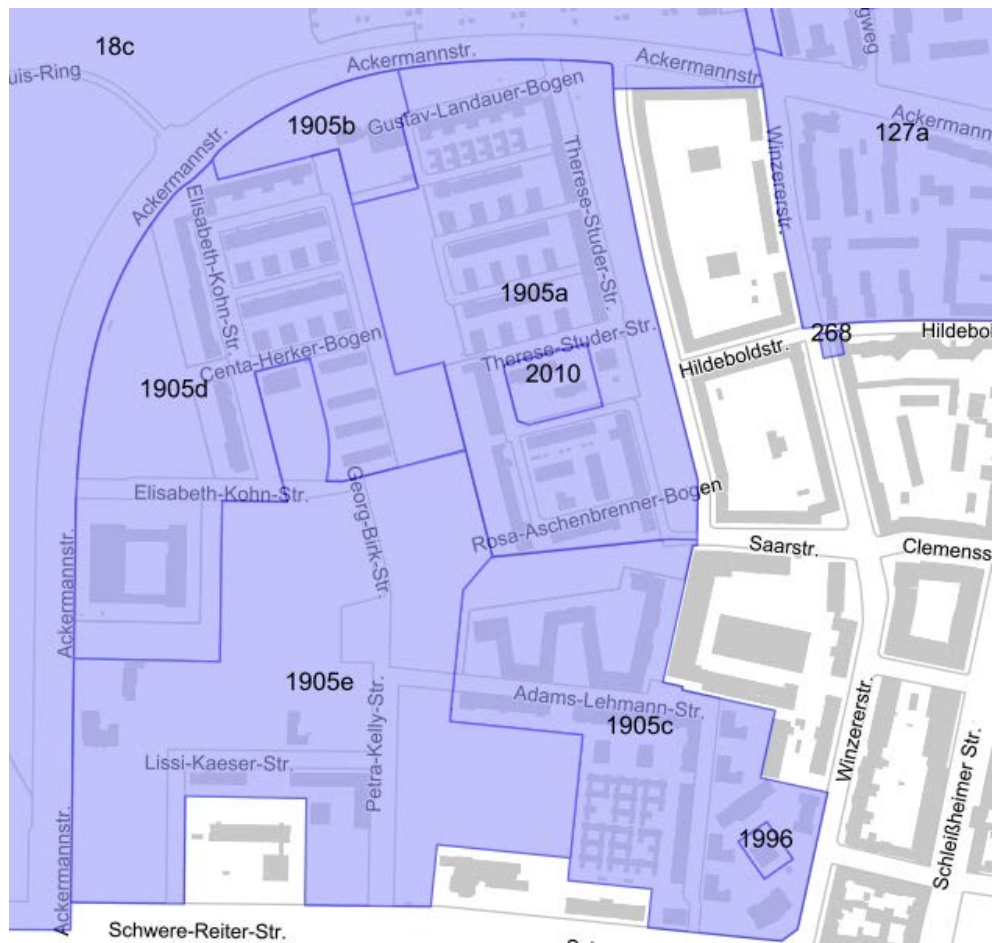 18c
uis-Ring
Ackermannstr.
Ackermannstr.
gweg
1905b
Gustav-Landauer-Bogen
Winzererstr.
127a
Ackermann
Ackermannstr.
Elisabeth-Kohn-Str.
Therese-Studer-Str.
1905a
Centa-Herker-Bogen
Therese-Studer-Str.
268
Hildebo
Hildeboldstr.
2010
1905d
Elisabeth-Kohn-Str.
Georg-Birk-Str.
Rosa-Aschenbrenner-Bogen
Saarstr.
Clemenss
Ackermannstr.
1905e
Adams-Lehmann-Str.
1905c
Petra-Kelly-Str.
Winzererstr.
Lissi-Kaeser-Str.
Schleißheimer Str.
1996
Ackermannstr.
Schwere-Reiter-Str.